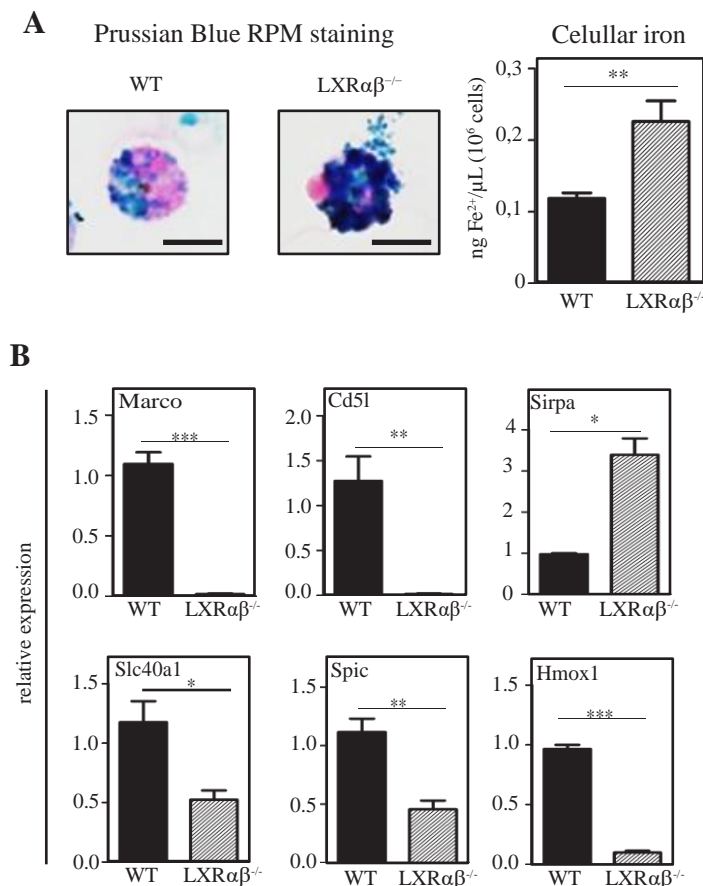 A
Prussian Blue RPM staining
WT
LXRαβ⁻/⁻
Celullar iron
ng Fe²⁺/µL (10⁶ cells)
0,3
0,2
0,1
0
**
WT
LXRαβ⁻/⁻
B
relative expression
Marco
1.5
1.0
0.5
0.0
***
WT
LXRαβ⁻/⁻
Cd5l
2.0
1.5
1.0
0.5
0.0
**
WT
LXRαβ⁻/⁻
Sirpa
4
3
2
1
0
*
WT
LXRαβ⁻/⁻
Slc40a1
1.5
1.0
0.5
0.0
*
WT
LXRαβ⁻/⁻
Spic
1.5
1.0
0.5
0.0
**
WT
LXRαβ⁻/⁻
Hmox1
1.5
1.0
0.5
0.0
***
WT
LXRαβ⁻/⁻